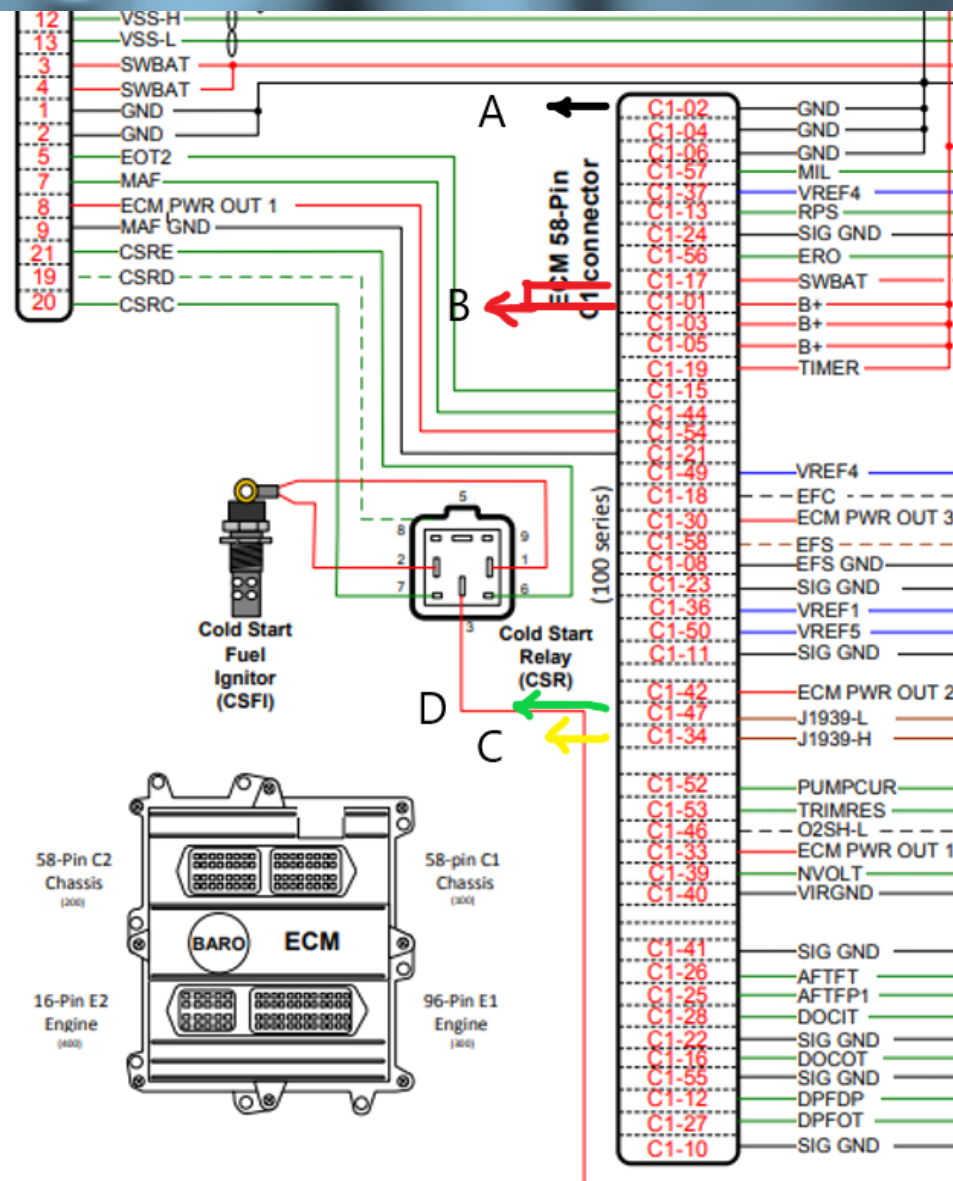 12 VSS-H
13 VSS-L
3 SWBAT
4 SWBAT
1 GND
2 GND
5 EOT2
7 MAF
8 ECM PWR OUT 1
9 MAF GND
21 CSRE
19 CSRD
20 CSRC
A
B
ECM 58-Pin
C1 connector
(100 series)
C1-02 GND
C1-04 GND
C1-06 GND
C1-57 MIL
C1-37 VREF4
C1-13 RPS
C1-24 SIG GND
C1-56 ERO
C1-17 SWBAT
C1-01 B+
C1-03 B+
C1-05 B+
C1-19 TIMER
C1-15
C1-44
C1-54
C1-21
C1-49 VREF4
C1-18 EFC
C1-30 ECM PWR OUT 3
C1-58 EFS
C1-08 EFS GND
C1-23 SIG GND
C1-36 VREF1
C1-50 VREF5
C1-11 SIG GND
C1-42 ECM PWR OUT 2
C1-47 J1939-L
C1-34 J1939-H
C1-52 PUMPCUR
C1-53 TRIMRES
C1-46 O2SH-L
C1-33 ECM PWR OUT 1
C1-39 NVOLT
C1-40 VIRGND
C1-41 SIG GND
C1-26 AFTFT
C1-25 AFTFP1
C1-28 DOCIT
C1-22 SIG GND
C1-16 DOCOT
C1-55 SIG GND
C1-12 DPFDP
C1-27 DPFOT
C1-10 SIG GND
5
8 9
2 1
7 6
3
Cold Start
Fuel
Ignitor
(CSFI)
Cold Start
Relay
(CSR)
D
C
58-Pin C2
Chassis
(200)
58-pin C1
Chassis
(100)
BARO ECM
16-Pin E2
Engine
(400)
96-Pin E1
Engine
(300)